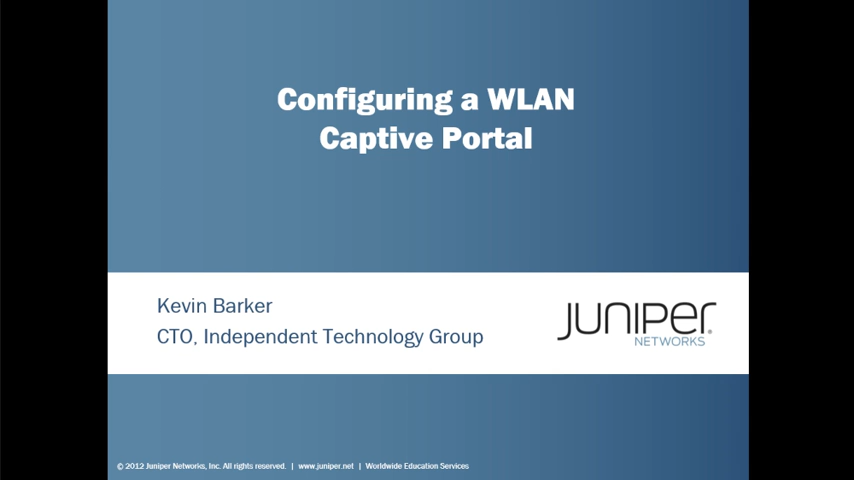 Configuring a WLAN
Captive Portal
Kevin Barker
CTO, Independent Technology Group
JUNIPER
NETWORKS
© 2012 Juniper Networks, Inc. All rights reserved. | www.juniper.net | Worldwide Education Services